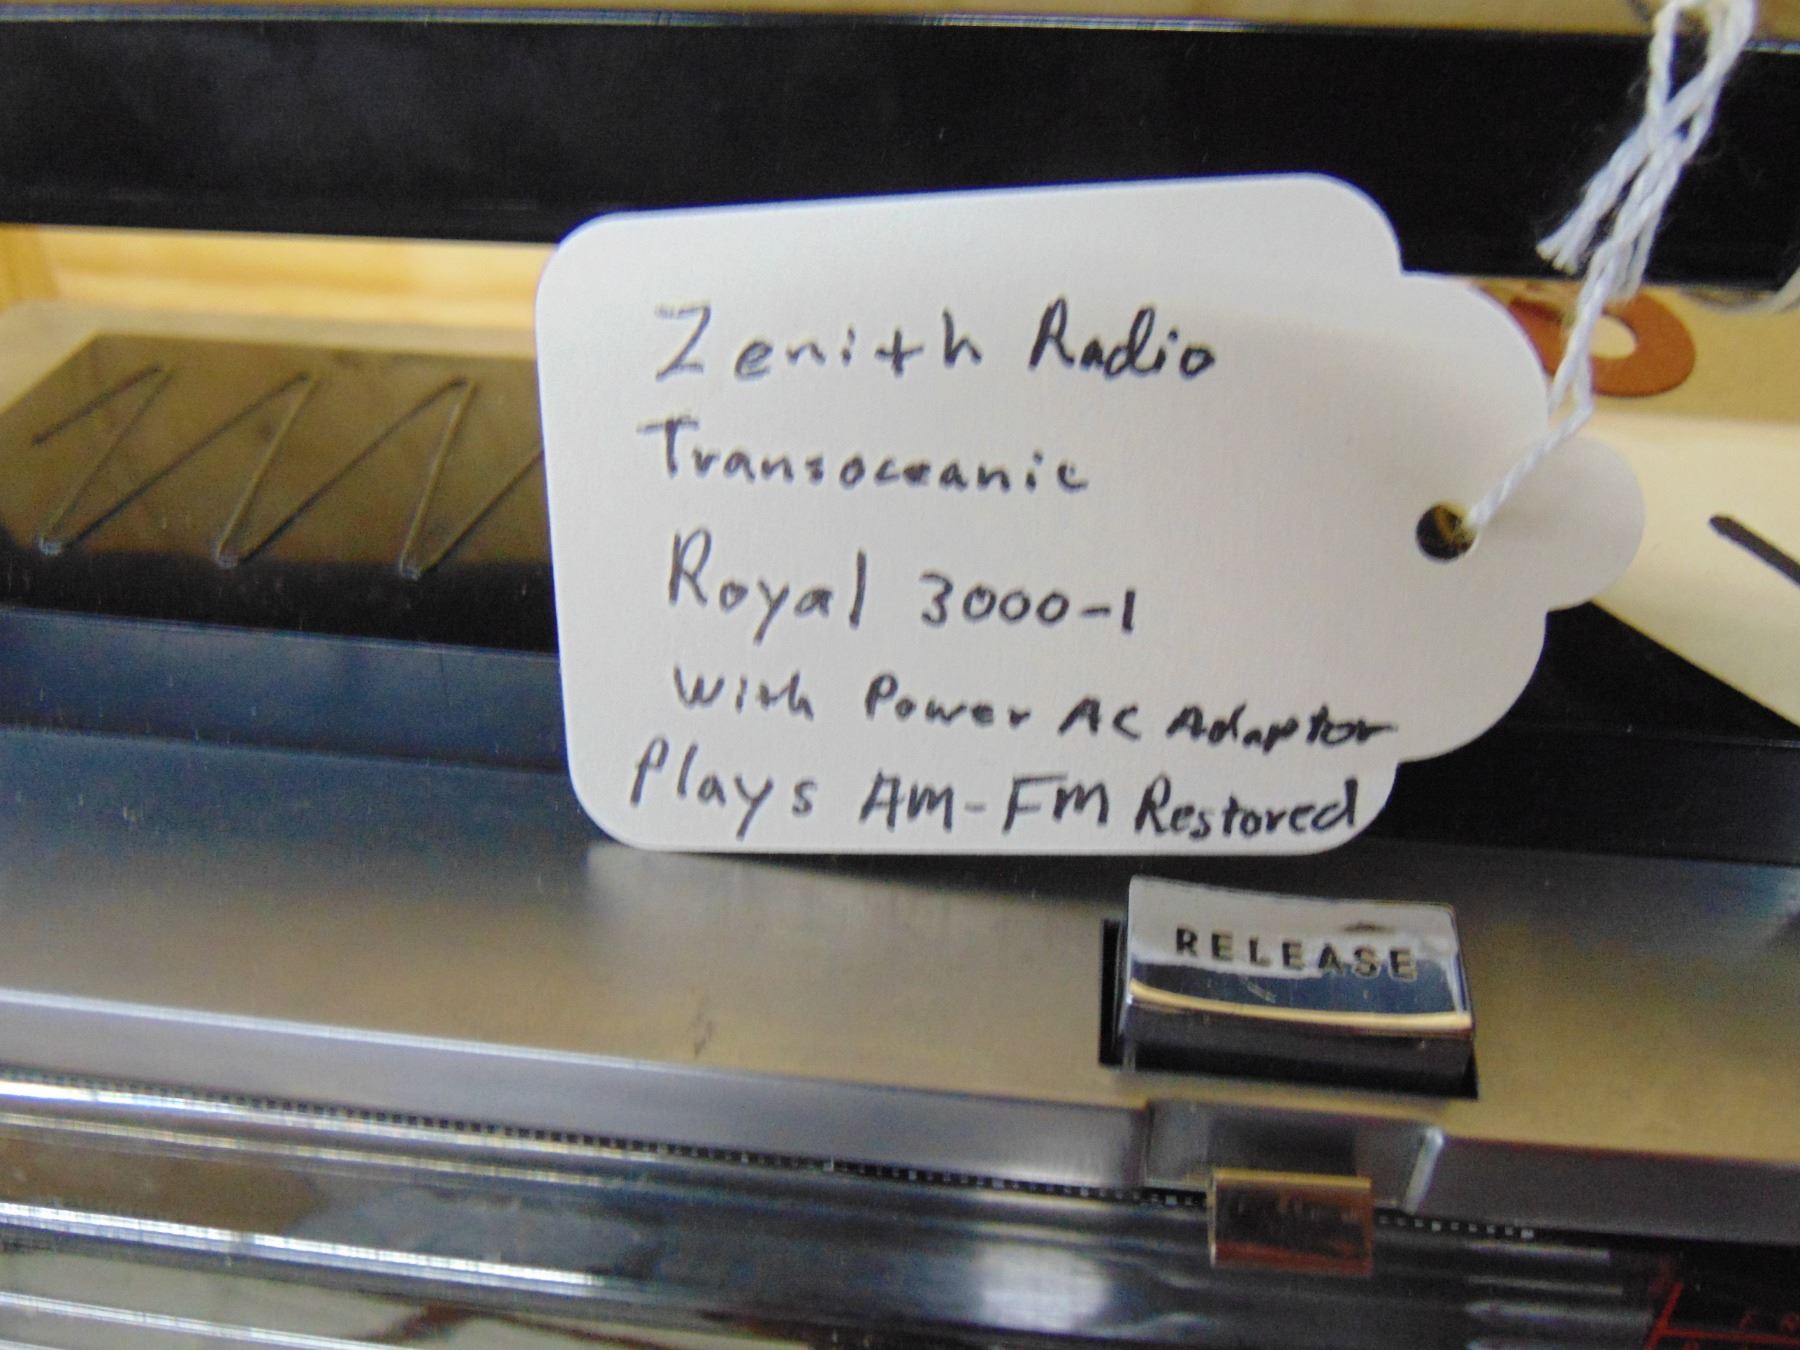 Zenith Radio
Transoceanic
Royal 3000-1
With Power AC Adaptor
Plays AM-FM Restored
RELEASE